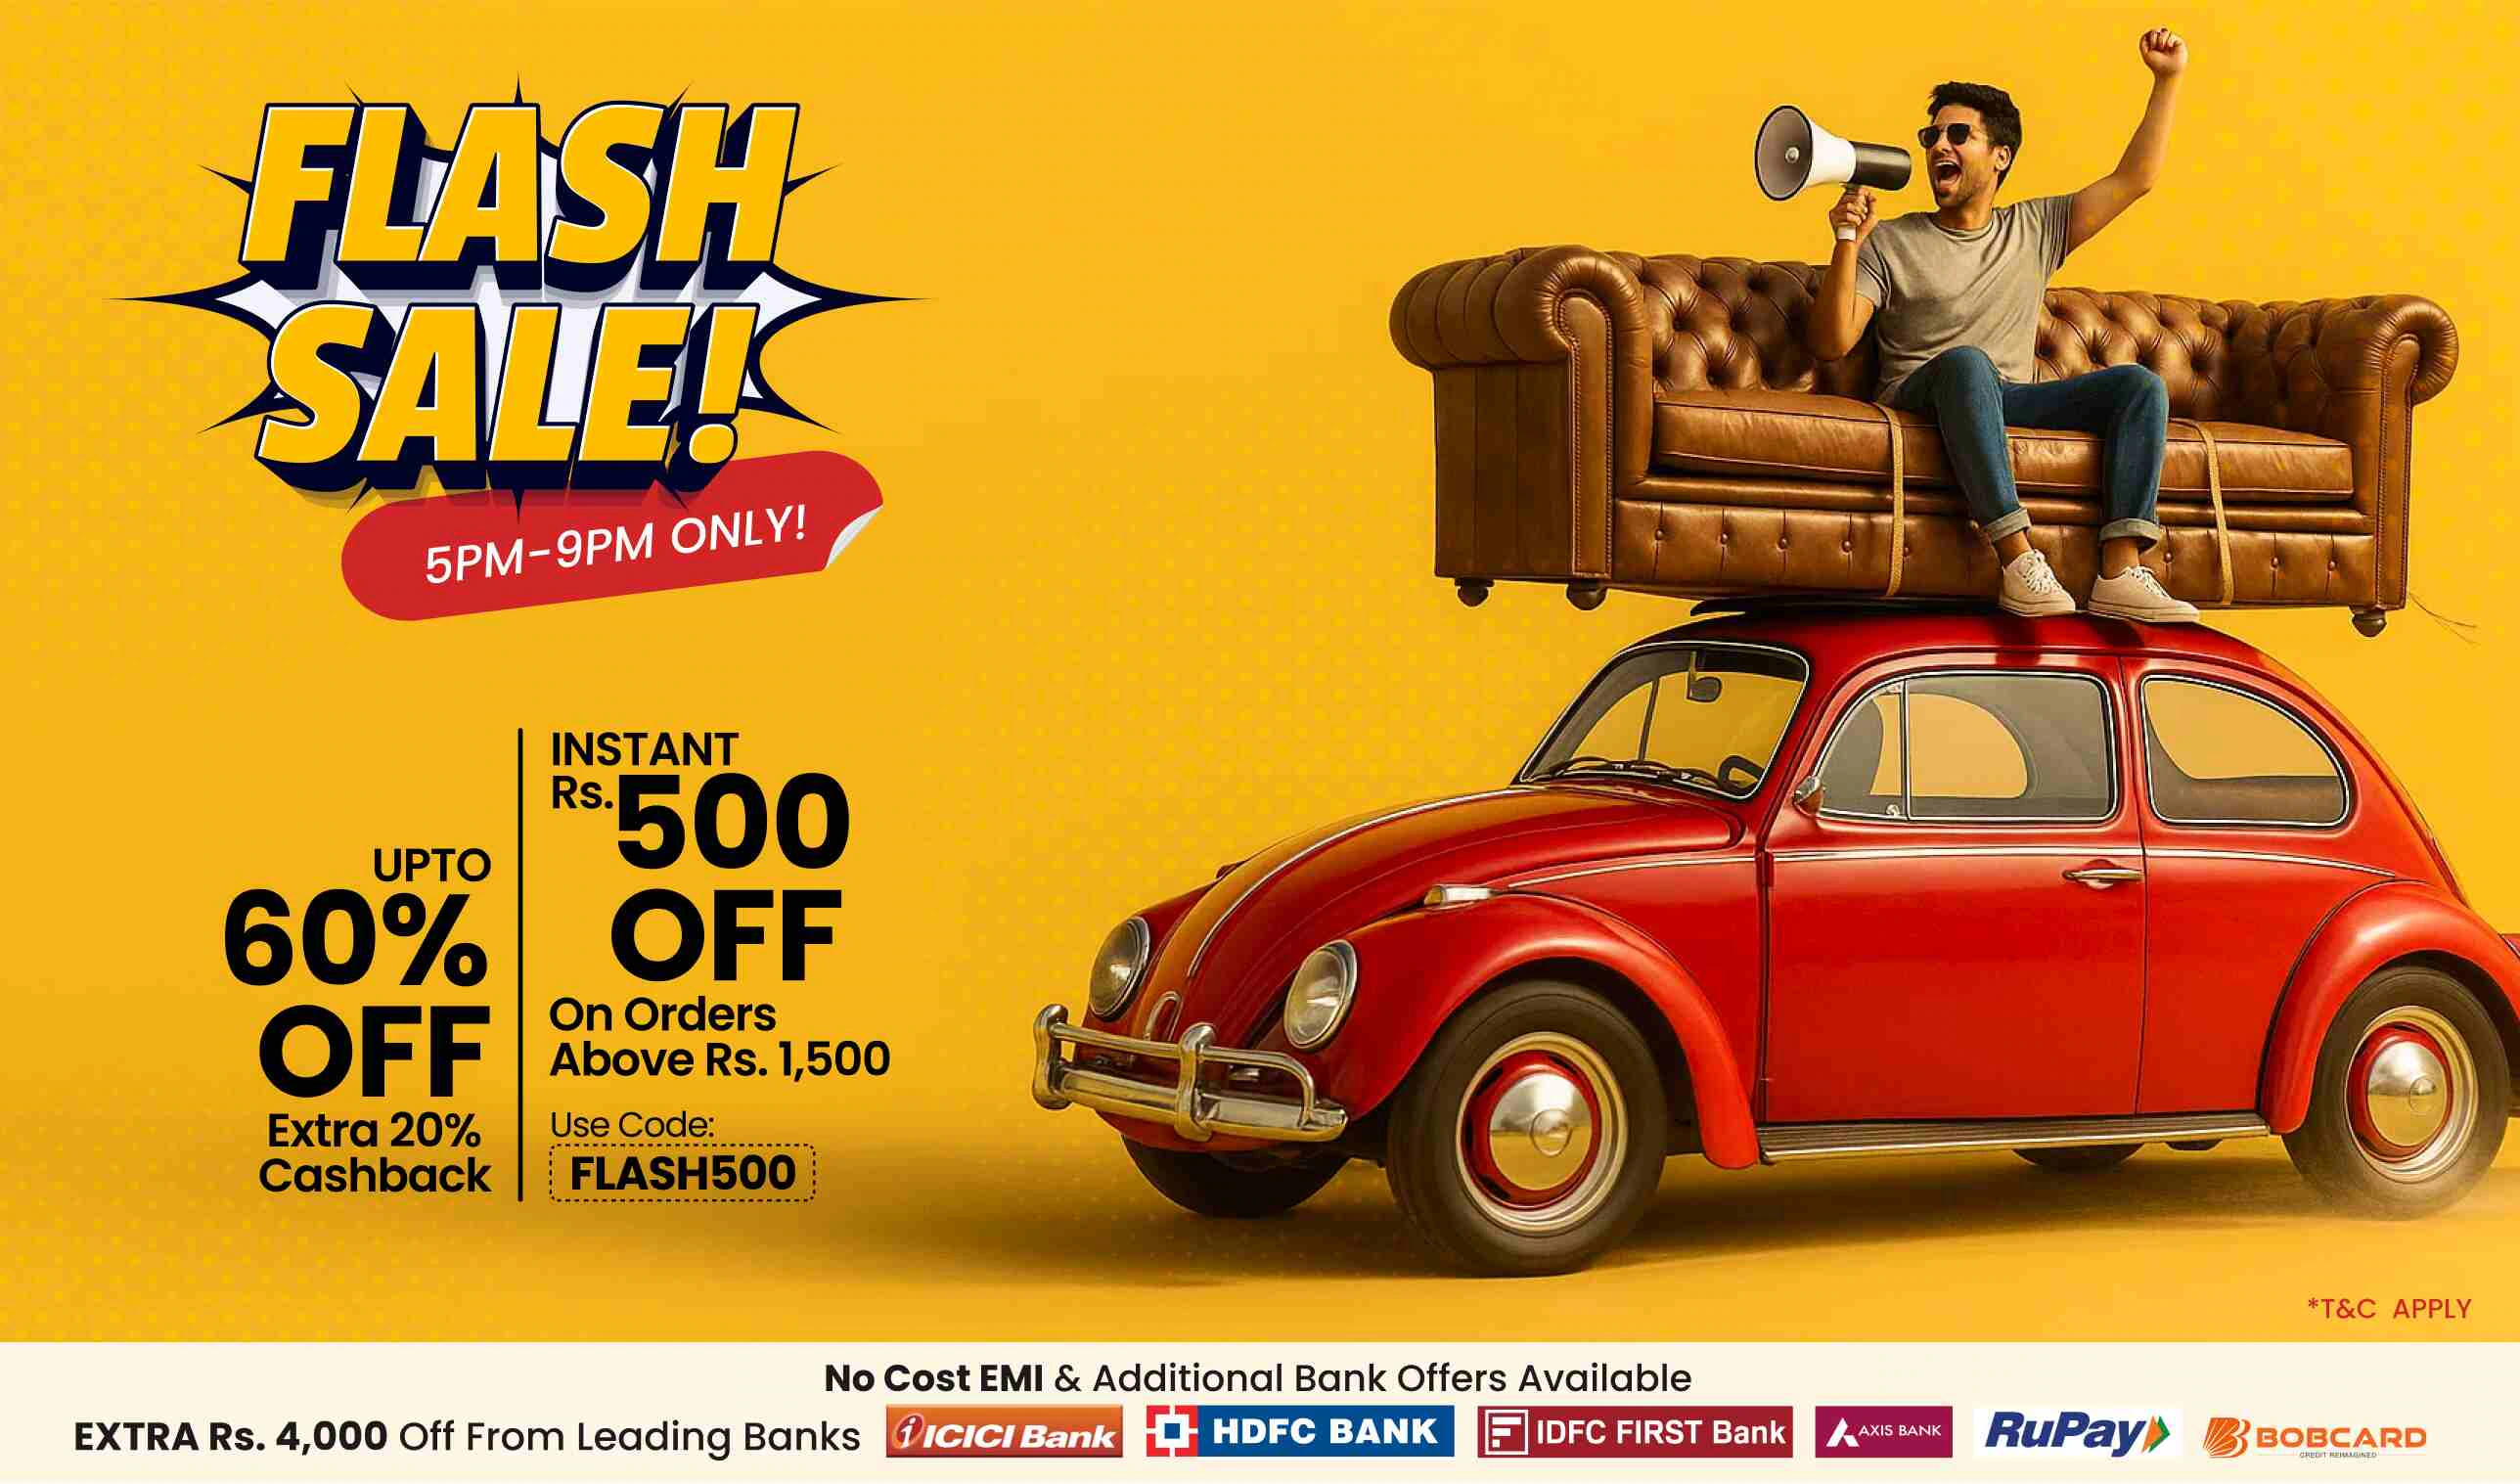 FLASH
SALE!
5PM-9PM ONLY!
UPTO
60%
OFF
Extra 20%
Cashback
INSTANT
Rs. 500
OFF
On Orders
Above Rs. 1,500
Use Code:
FLASH500
*T&C APPLY
No Cost EMI & Additional Bank Offers Available
EXTRA Rs. 4,000 Off From Leading Banks
ICICI Bank
HDFC BANK
IDFC FIRST Bank
AXIS BANK
RuPay
BOBCARD
CREDIT REIMAGINED